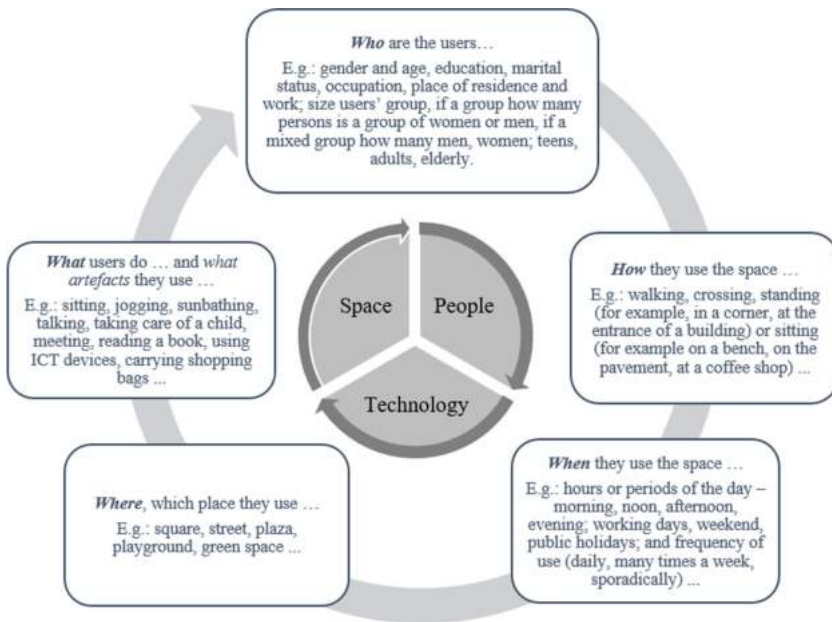 Who are the users…
E.g.: gender and age, education, marital
status, occupation, place of residence and
work; size users' group, if a group how many
persons is a group of women or men, if a
mixed group how many men, women; teens,
adults, elderly.
How they use the space …
E.g.: walking, crossing, standing
(for example, in a corner, at the
entrance of a building) or sitting
(for example on a bench, on the
pavement, at a coffee shop) …
When they use the space …
E.g.: hours or periods of the day –
morning, noon, afternoon,
evening; working days, weekend,
public holidays; and frequency of
use (daily, many times a week,
sporadically) ...
Where, which place they use …
E.g.: square, street, plaza,
playground, green space ...
What users do … and what
artefacts they use …
E.g.: sitting, jogging, sunbathing,
talking, taking care of a child,
meeting, reading a book, using
ICT devices, carrying shopping
bags ...
Space
People
Technology